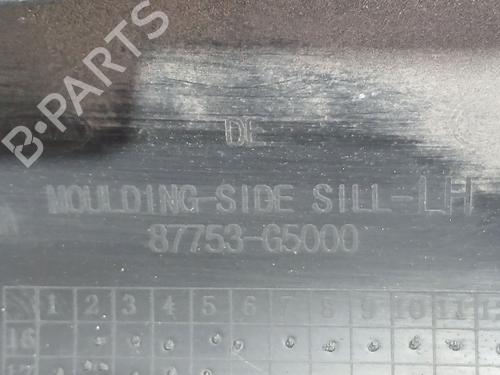 B-PARTS
DE
MOULDING-SIDE SILL-LH
87753-G5000
1 2 3 4 5 6 7 8 9 10 11
16